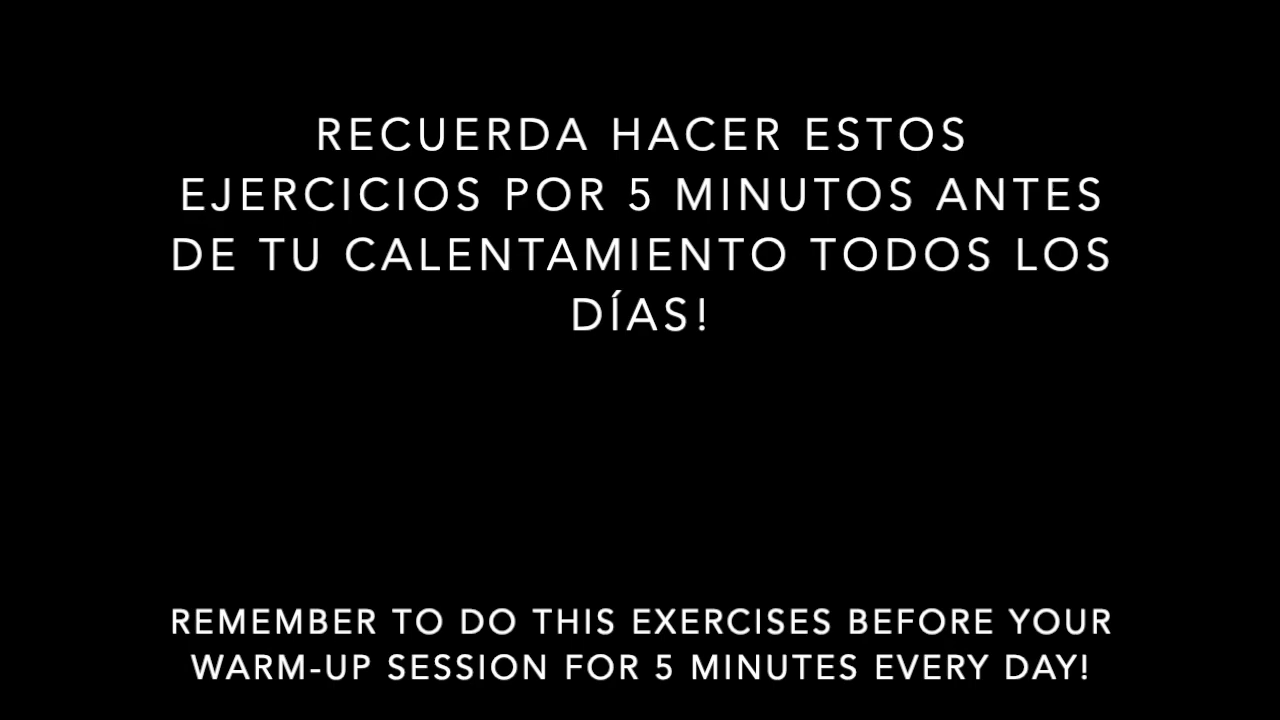 RECUERDA HACER ESTOS
EJERCICIOS POR 5 MINUTOS ANTES
DE TU CALENTAMIENTO TODOS LOS
DÍAS!
REMEMBER TO DO THIS EXERCISES BEFORE YOUR
WARM-UP SESSION FOR 5 MINUTES EVERY DAY!